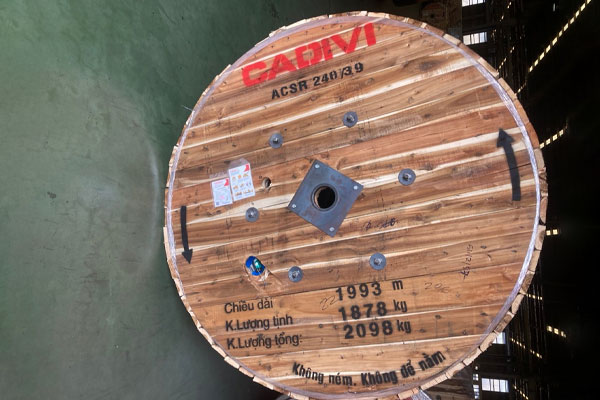 CADIVI
ACSR 240/39
Chiều dài 1993 m
K.Lượng tịnh 1878 kg
K.Lượng tổng: 2098 kg
Không ném. Không để nằm